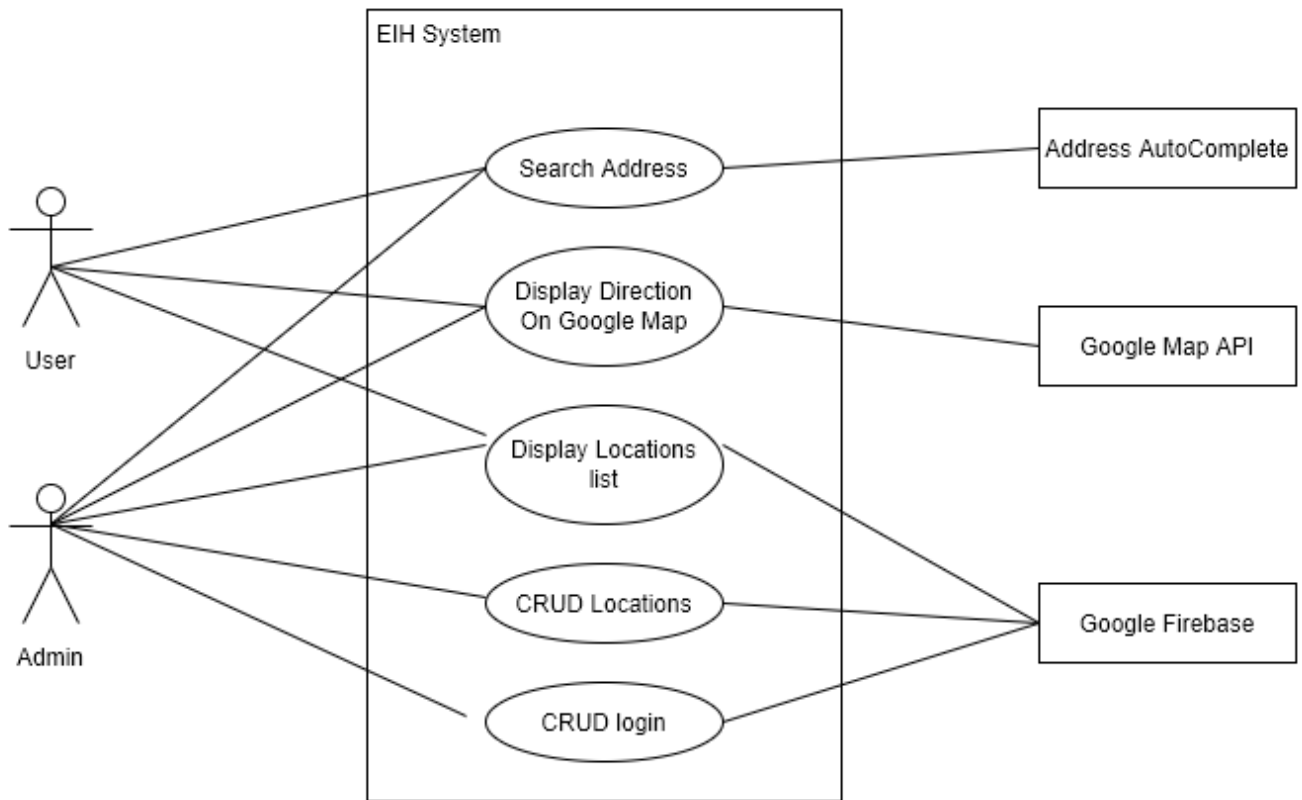 EIH System
Search Address
Address AutoComplete
Display Direction
On Google Map
Google Map API
User
Display Locations
list
CRUD Locations
Google Firebase
Admin
CRUD login